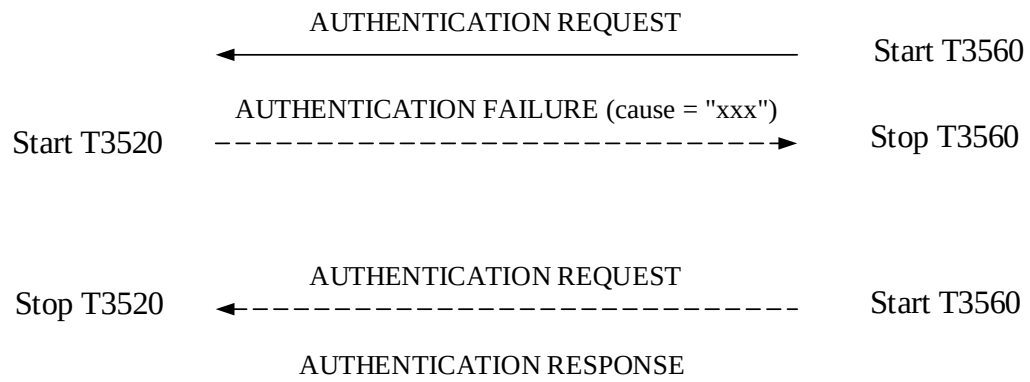 AUTHENTICATION REQUEST
Start T3560
AUTHENTICATION FAILURE (cause = "xxx")
Start T3520
Stop T3560
AUTHENTICATION REQUEST
Stop T3520
Start T3560
AUTHENTICATION RESPONSE